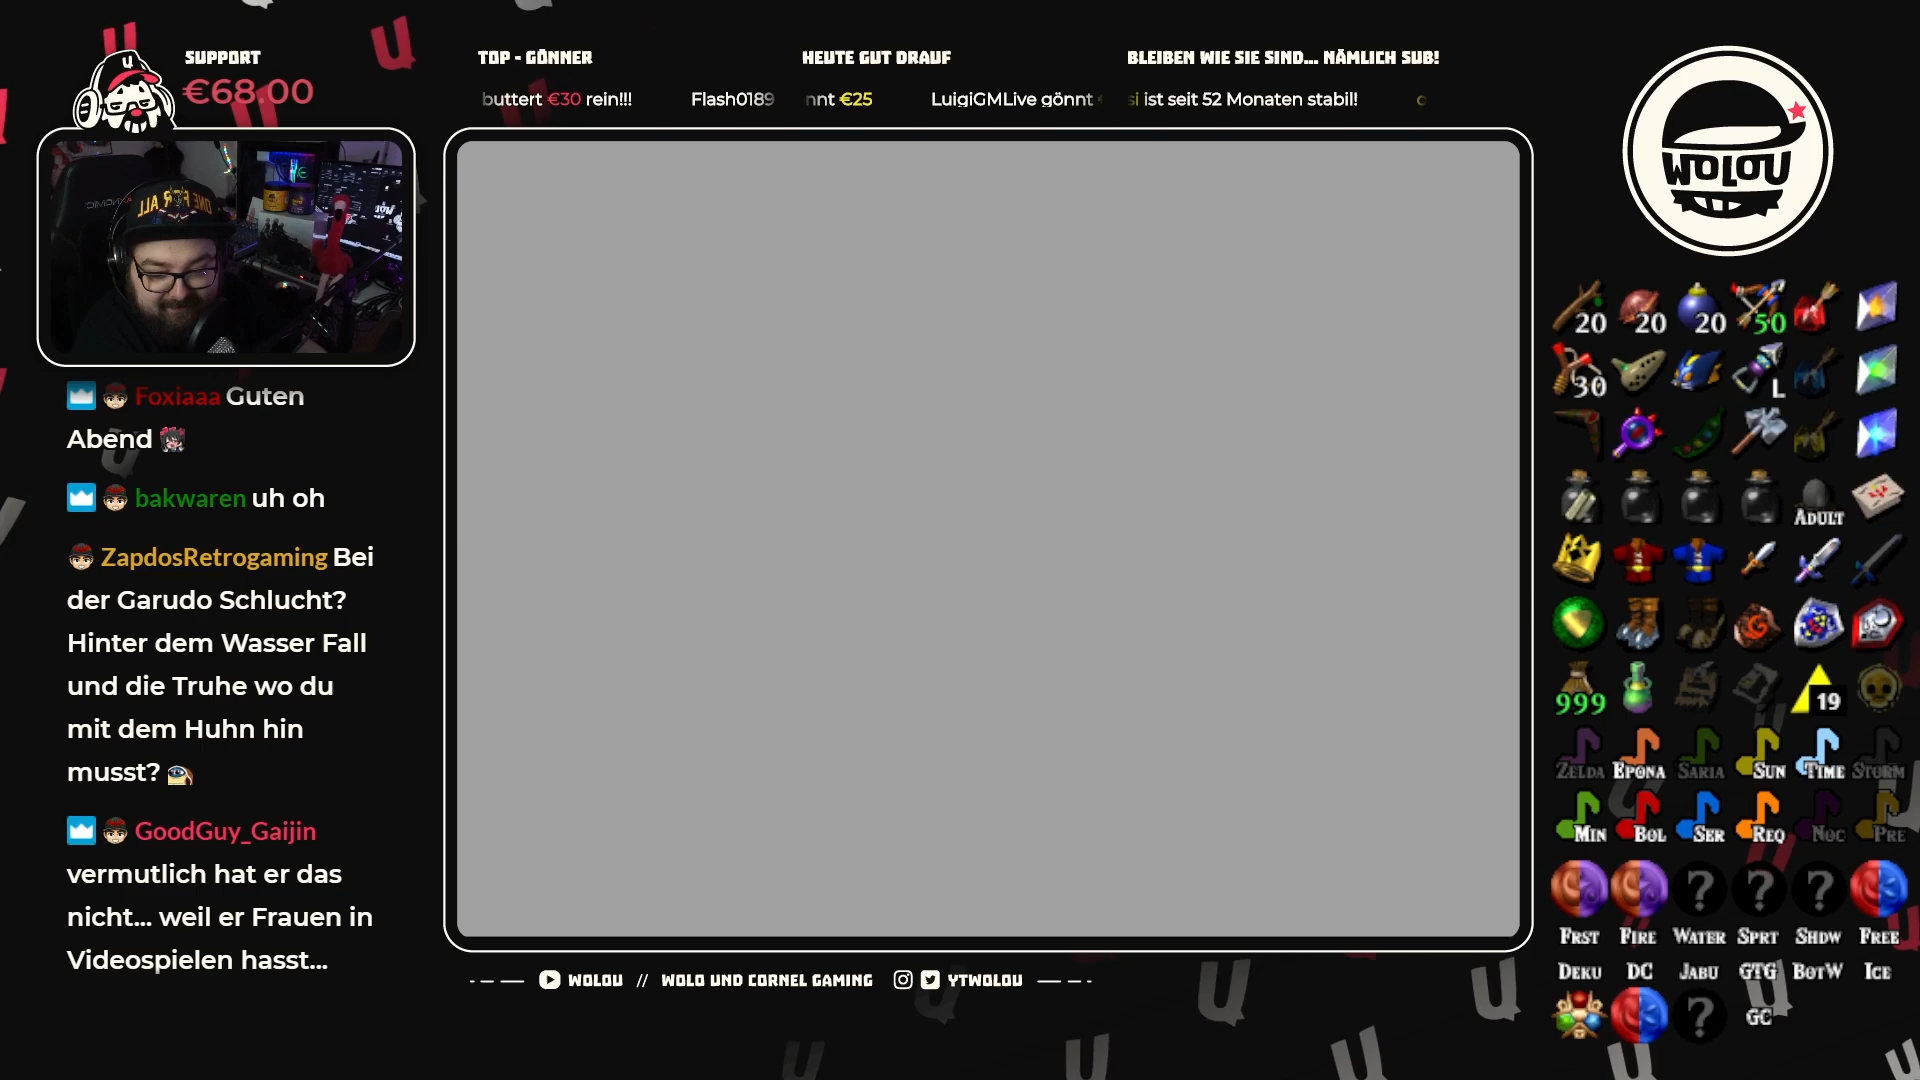 SUPPORT
€68.00
TOP - GÖNNER
buttert €30 rein!!! Flash0189
HEUTE GUT DRAUF
nnt €25 LuigiGMLive gönnt
BLEIBEN WIE SIE SIND... NÄMLICH SUB!
si ist seit 52 Monaten stabil!
WOLOU
ONE FOR ALL
Foxiaaa Guten
Abend
bakwaren uh oh
ZapdosRetrogaming Bei
der Garudo Schlucht?
Hinter dem Wasser Fall
und die Truhe wo du
mit dem Huhn hin
musst?
GoodGuy_Gaijin
vermutlich hat er das
nicht... weil er Frauen in
Videospielen hasst...
20 20 20 50
30 L
ADULT
999 19
ZELDA EPONA SARIA SUN TIME STORM
MIN BOL SER REQ NOC PRE
? ? ?
FRST FIRE WATER SPRT SHDW FREE
DEKU DC JABU GTG BOTW ICE
? GC
WOLOU // WOLO UND CORNEL GAMING YTWOLOU